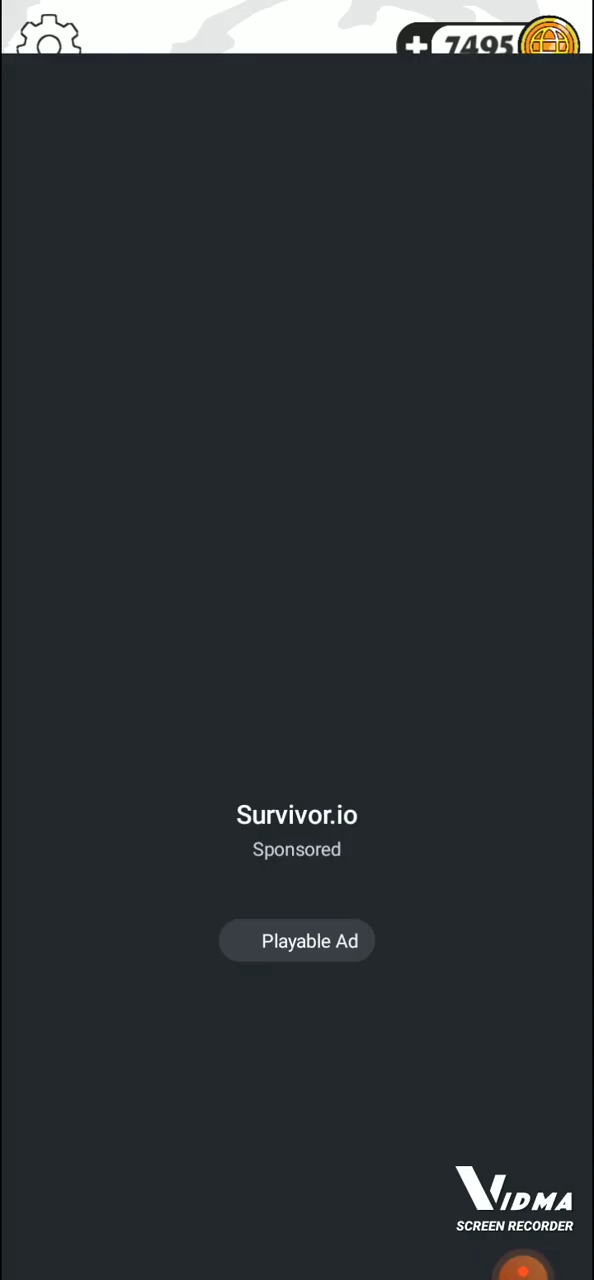 7495
Survivor.io
Sponsored
Playable Ad
VIDMA
SCREEN RECORDER